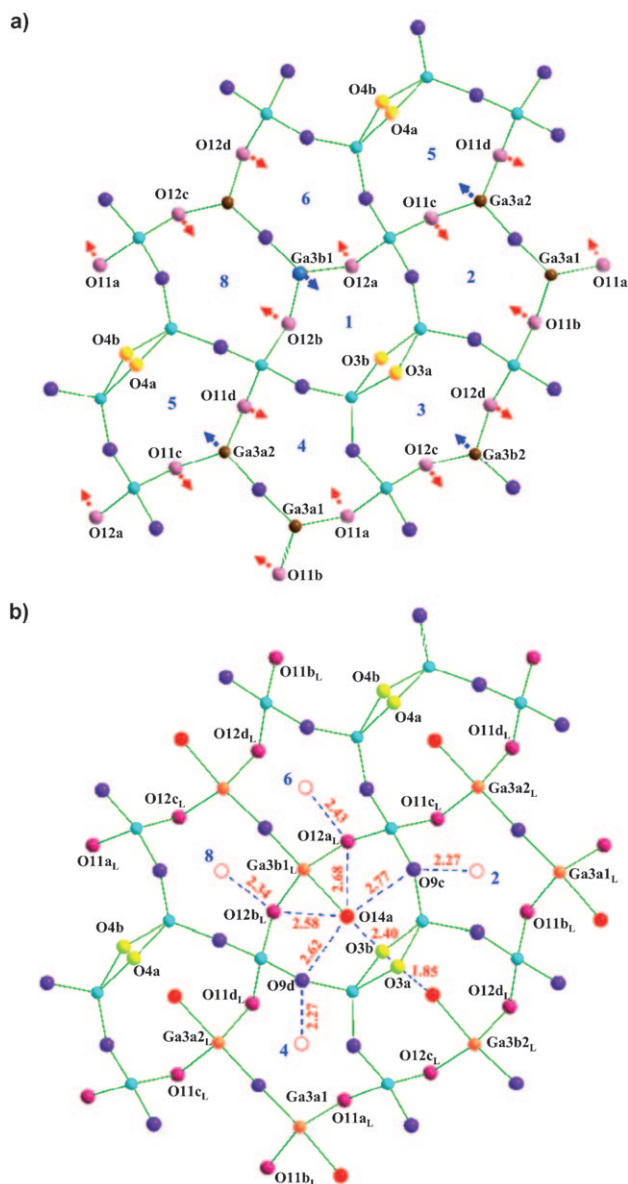 a)
O4b
O4a
O12d
5
O11d
6
O12c
O11c
Ga3a2
Ga3b1
Ga3a1
O11a
8
O12a
2
O11a
O12b
1
O11b
O4b
O4a
O3b
O3a
O11d
O12d
5
3
4
O11c
Ga3a2
O12c
Ga3b2
O12a
Ga3a1
O11a
O11b
b)
O11bL
O4b
O4a
O12dL
O11dL
6
O12cL
2.43
O11cL
Ga3a2L
O12aL
O11aL
8
Ga3b1L
2.68
2.77
2.27
Ga3a1L
2.34
O9c
2
O12bL
2.58
O14a
O11bL
O4b
2.62
O3b
2.40
O4a
O9d
O3a
1.85
O11dL
O12dL
2.27
Ga3a2L
4
Ga3b2L
O11cL
O12cL
Ga3a1
O11aL
O11bL